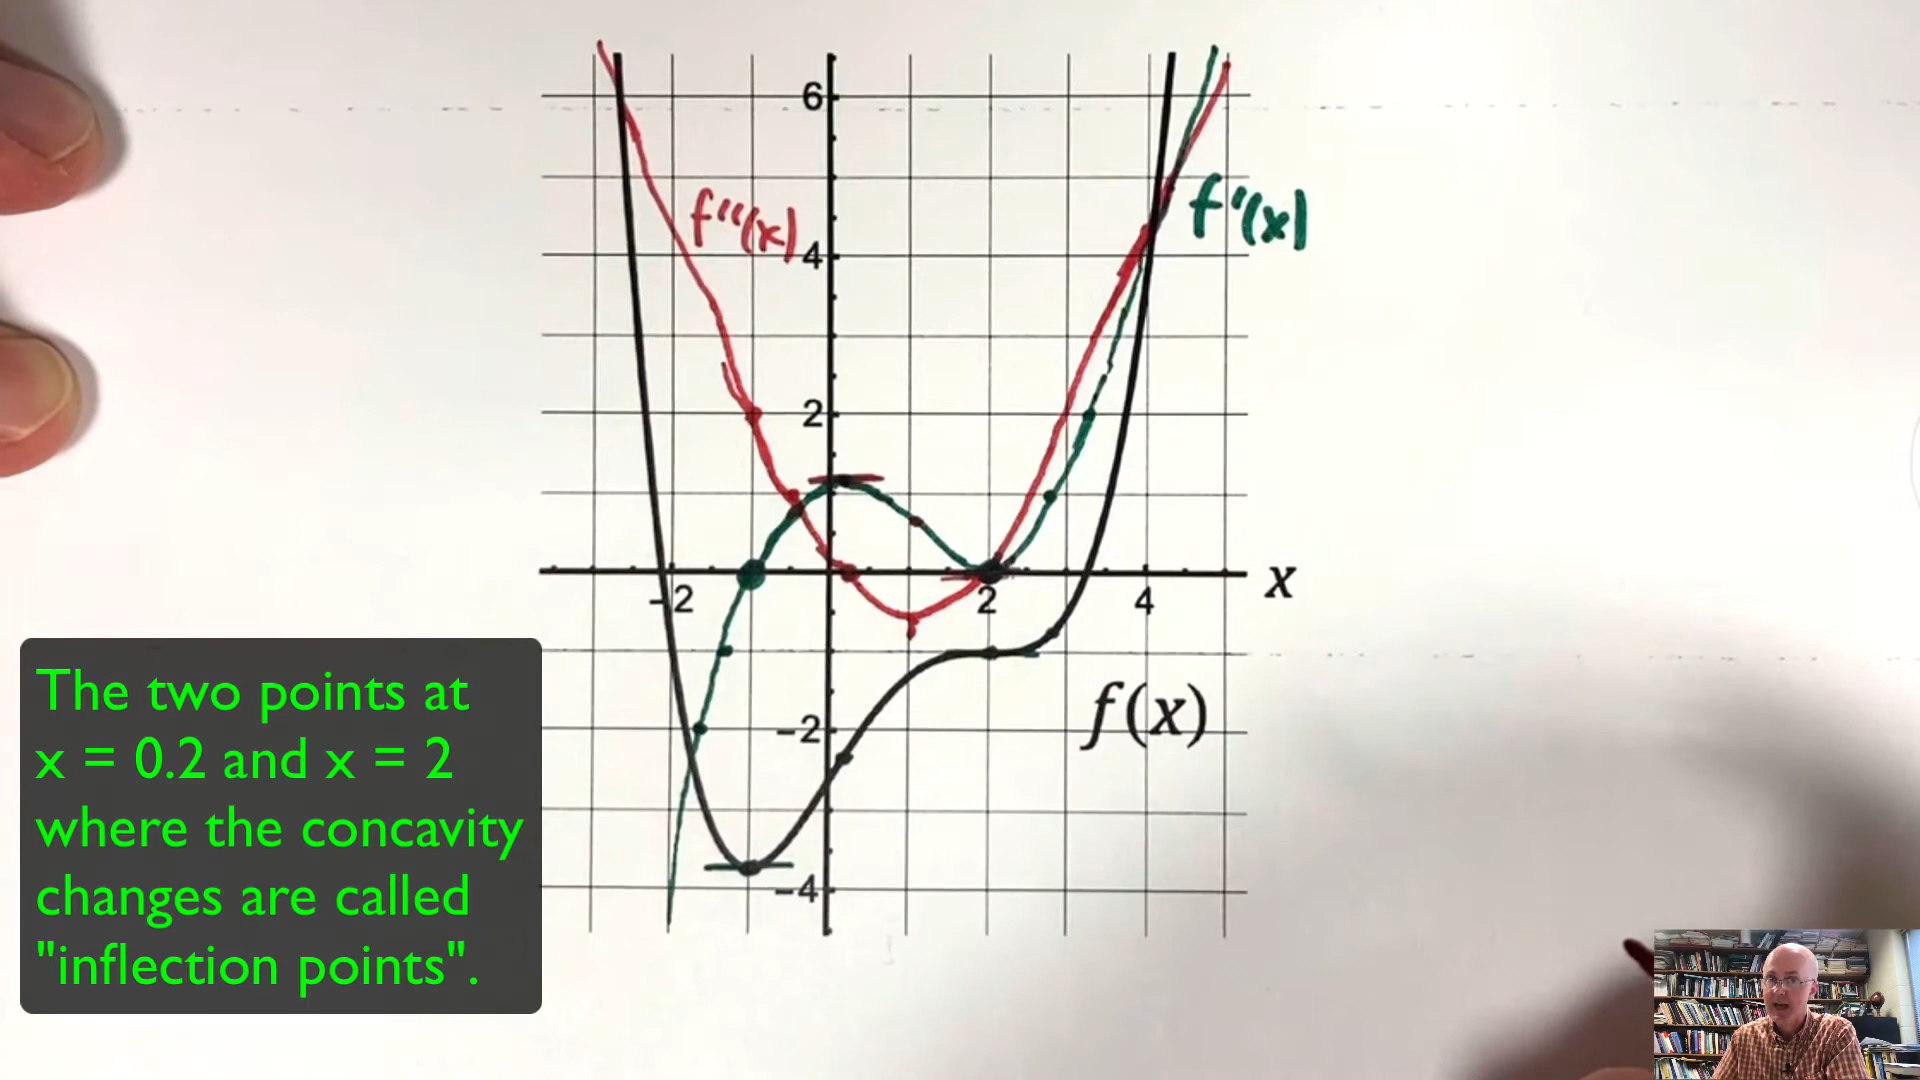 6
f''(x)
f'(x)
4
2
x
-2
2
4
The two points at
x = 0.2 and x = 2
where the concavity
changes are called
"inflection points".
f(x)
-2
-4